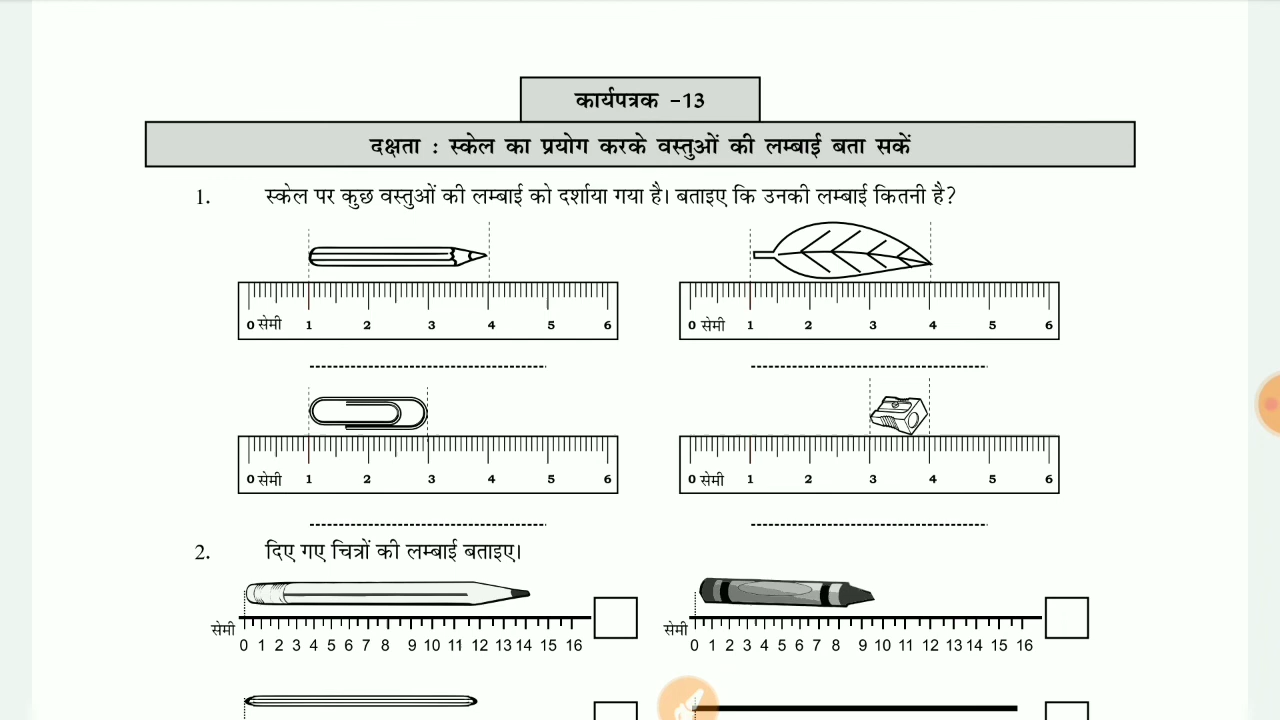 कार्यपत्रक -13
दक्षता : स्केल का प्रयोग करके वस्तुओं की लम्बाई बता सकें
1. स्केल पर कुछ वस्तुओं की लम्बाई को दर्शाया गया है। बताइए कि उनकी लम्बाई कितनी है?
0 सेमी 1 2 3 4 5 6
0 सेमी 1 2 3 4 5 6
0 सेमी 1 2 3 4 5 6
0 सेमी 1 2 3 4 5 6
2. दिए गए चित्रों की लम्बाई बताइए।
सेमी
0 1 2 3 4 5 6 7 8 9 10 11 12 13 14 15 16
सेमी
0 1 2 3 4 5 6 7 8 9 10 11 12 13 14 15 16